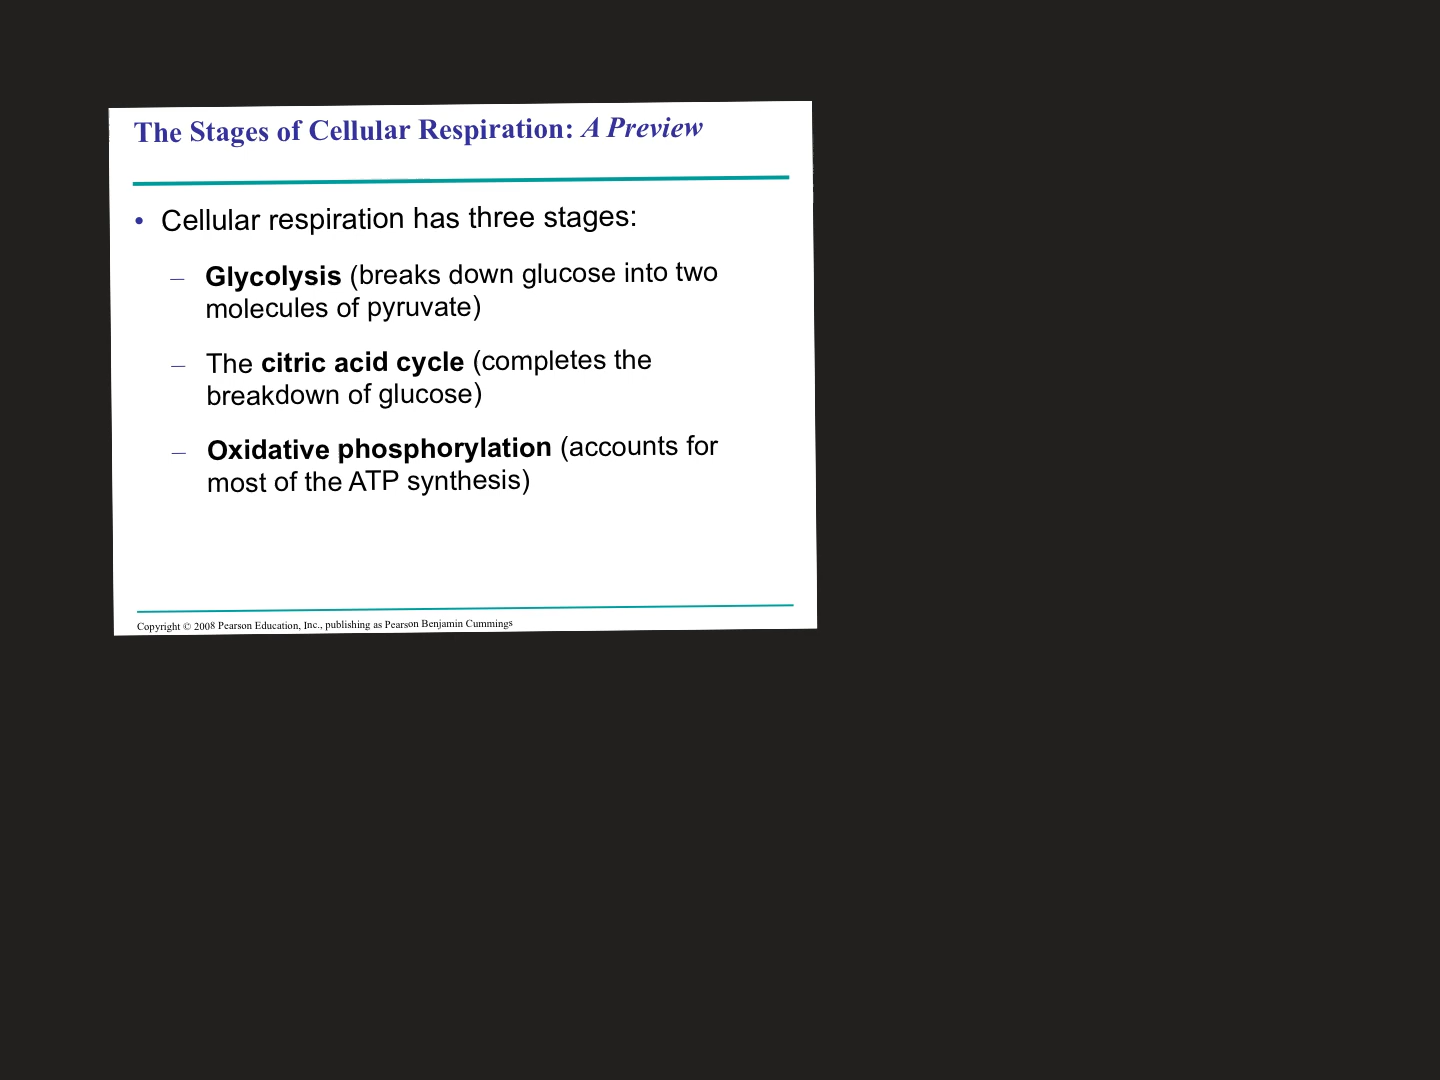 The Stages of Cellular Respiration: A Preview
• Cellular respiration has three stages:
– Glycolysis (breaks down glucose into two
molecules of pyruvate)
– The citric acid cycle (completes the
breakdown of glucose)
– Oxidative phosphorylation (accounts for
most of the ATP synthesis)
Copyright © 2008 Pearson Education, Inc., publishing as Pearson Benjamin Cummings